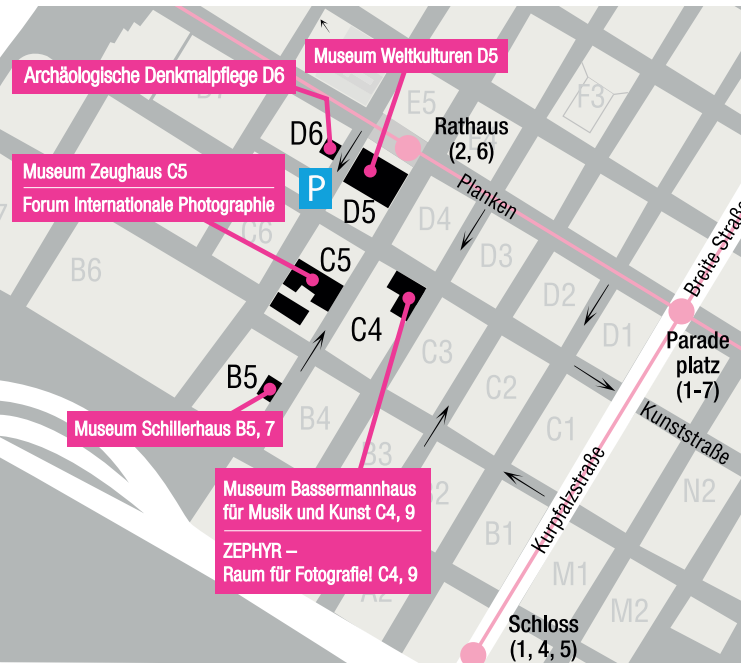 Museum Weltkulturen D5
Archäologische Denkmalpflege D6
E5
F3
D6
Rathaus
(2, 6)
Museum Zeughaus C5
Forum Internationale Photographie
P
Planken
D5
D4
C6
D3
Breite Straße
B6
C5
D2
C4
D1
Parade
platz
(1-7)
C3
B5
C2
Kunststraße
Museum Schillerhaus B5, 7
B4
C1
B3
Kurpfalzstraße
N2
Museum Bassermannhaus
für Musik und Kunst C4, 9
B2
ZEPHYR –
Raum für Fotografie! C4, 9
B1
M1
A2
M2
Schloss
(1, 4, 5)